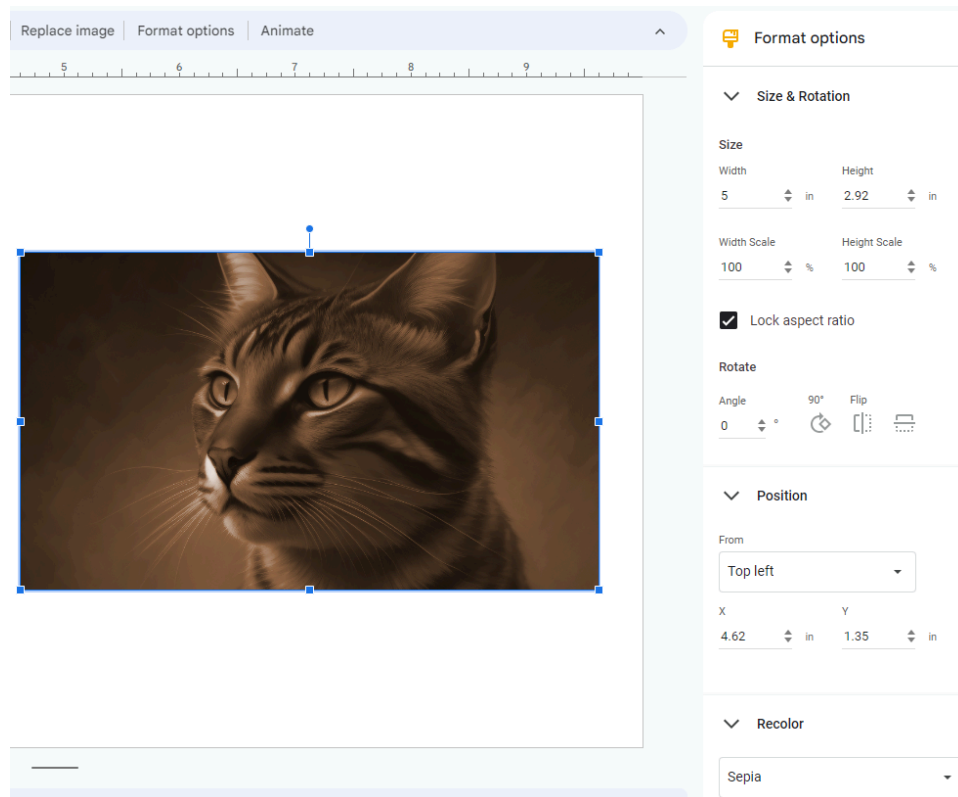 Replace image Format options Animate
5 6 7 8 9
Format options
Size & Rotation
Size
Width Height
5 in 2.92 in
Width Scale Height Scale
100 % 100 %
Lock aspect ratio
Rotate
Angle 90° Flip
0 °
Position
From
Top left
X Y
4.62 in 1.35 in
Recolor
Sepia